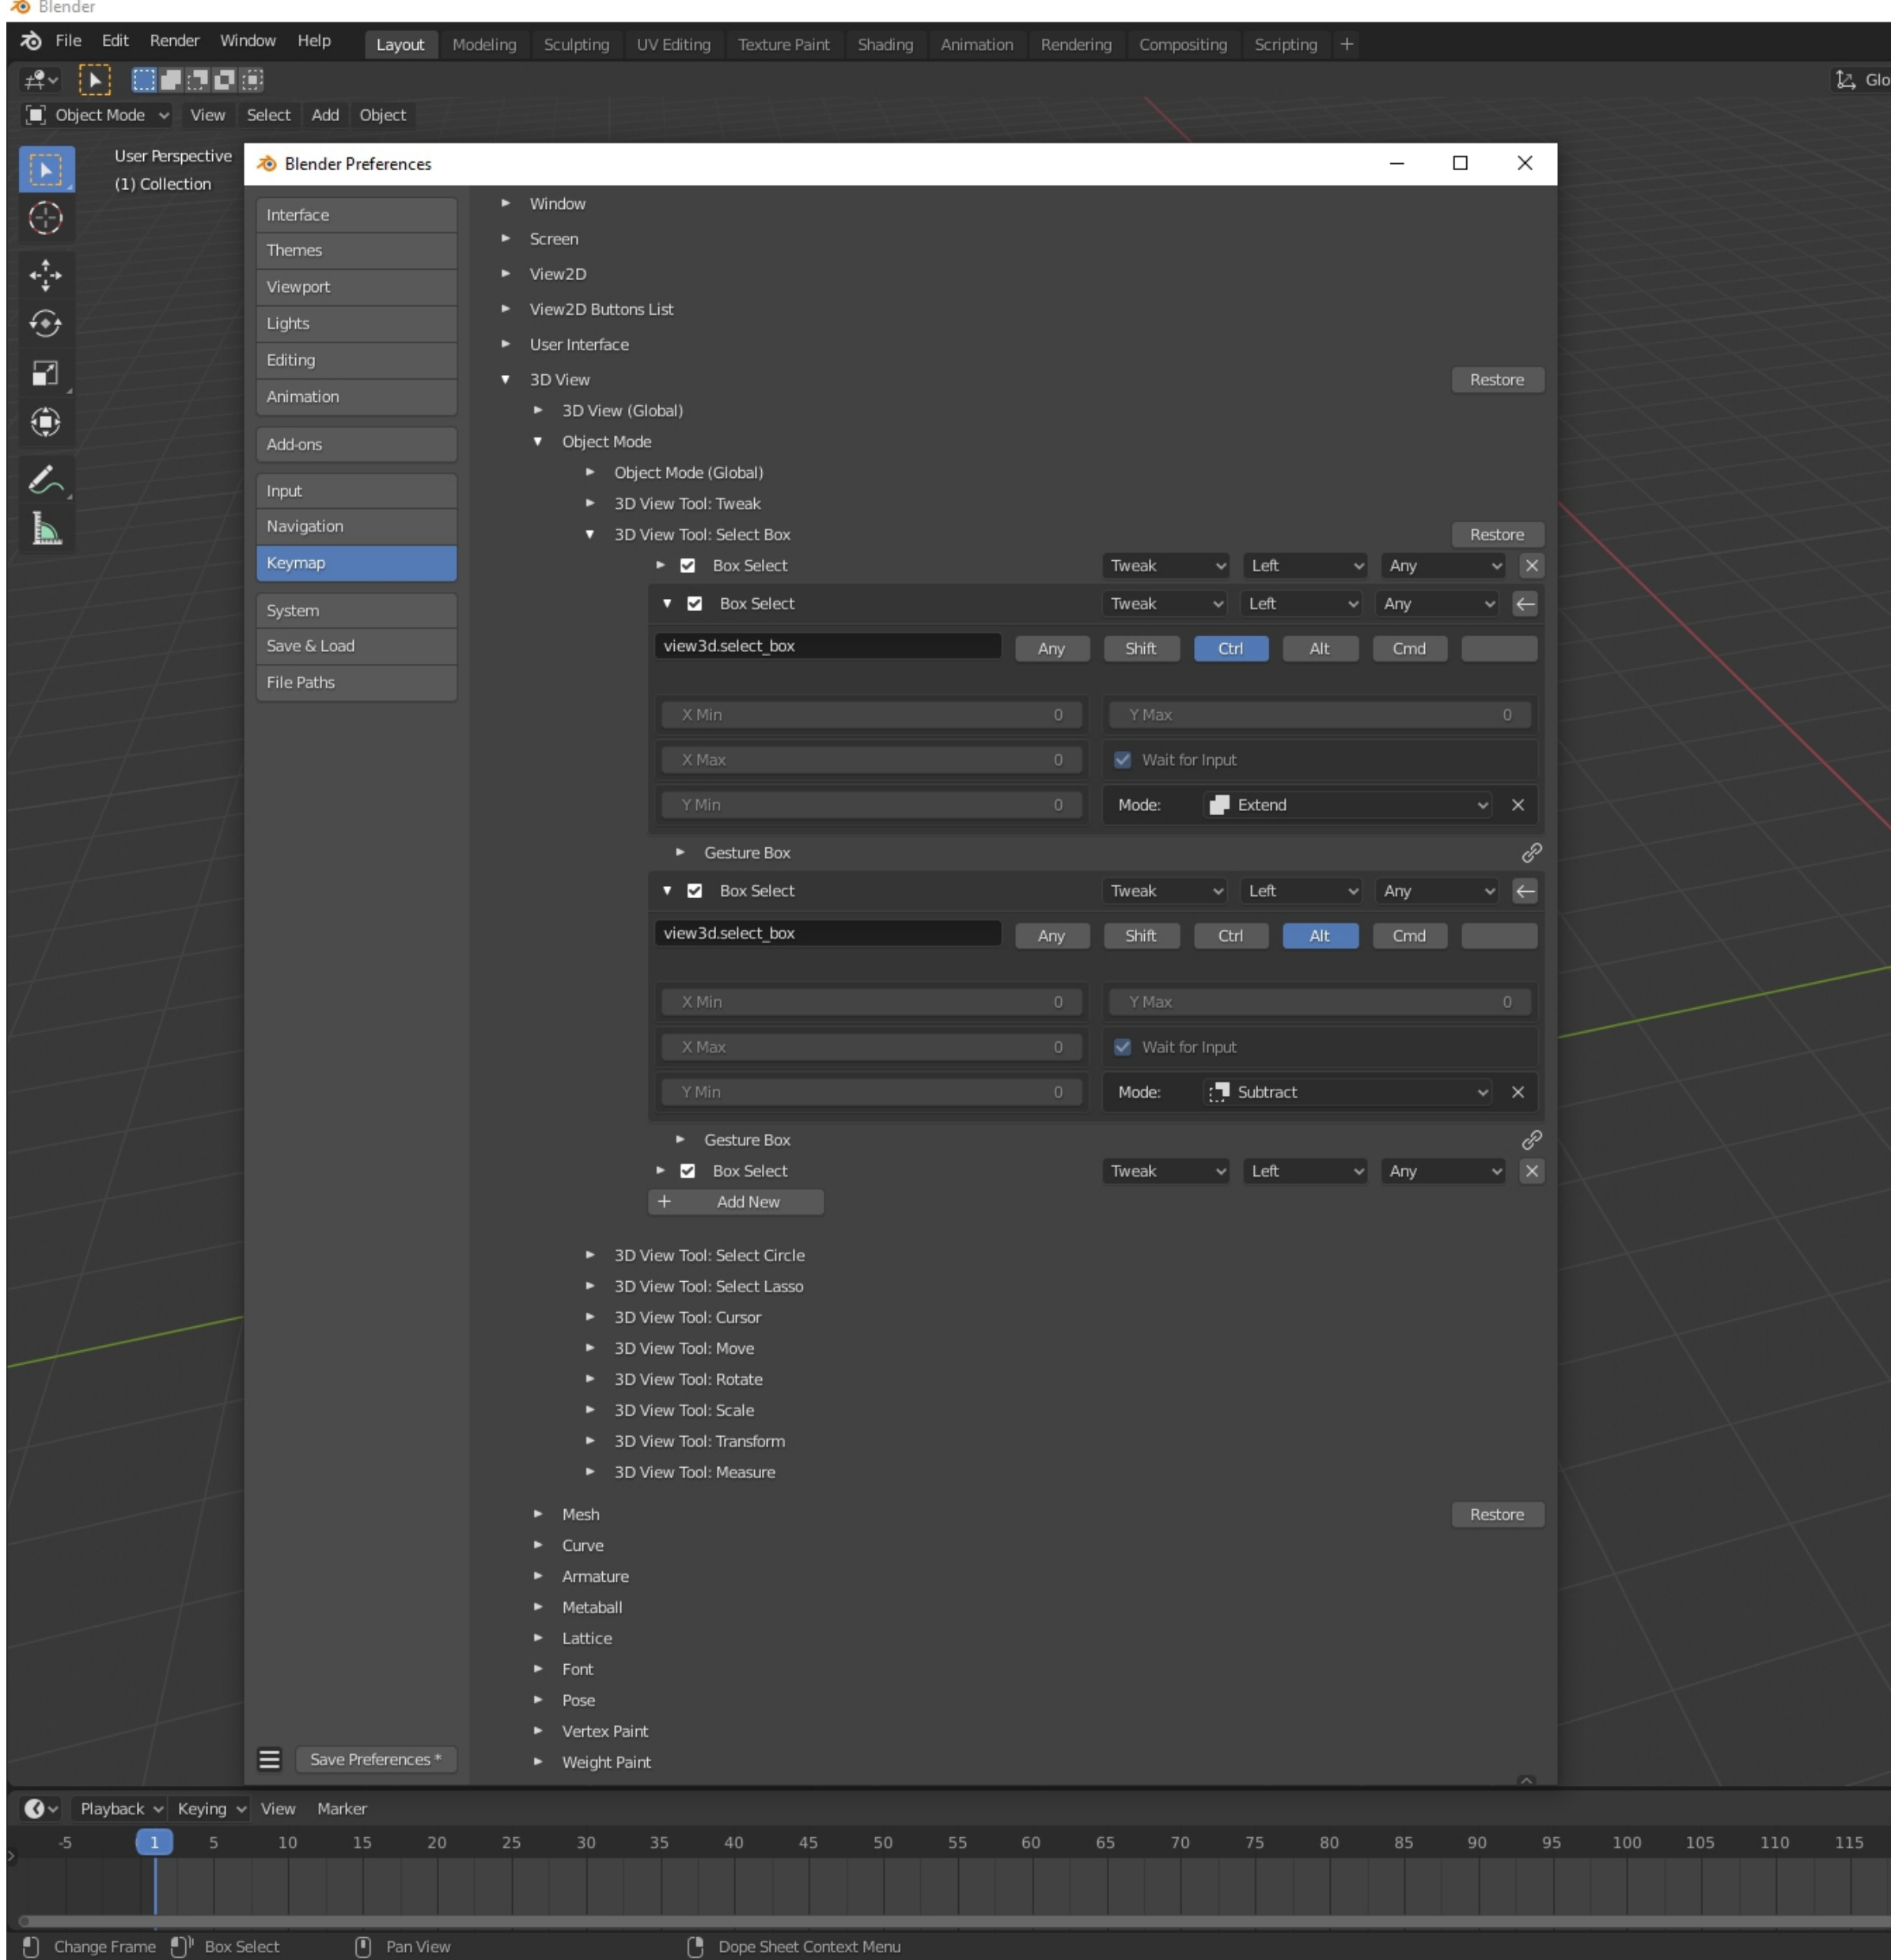 Blender
File Edit Render Window Help Layout Modeling Sculpting UV Editing Texture Paint Shading Animation Rendering Compositing Scripting +
Glo
Object Mode View Select Add Object
User Perspective
(1) Collection
Blender Preferences
Interface
Themes
Viewport
Lights
Editing
Animation
Add-ons
Input
Navigation
Keymap
System
Save & Load
File Paths
Save Preferences *
Window
Screen
View2D
View2D Buttons List
User Interface
3D View Restore
3D View (Global)
Object Mode
Object Mode (Global)
3D View Tool: Tweak
3D View Tool: Select Box Restore
Box Select Tweak Left Any
Box Select Tweak Left Any
view3d.select_box Any Shift Ctrl Alt Cmd
X Min 0 Y Max 0
X Max 0 Wait for Input
Y Min 0 Mode: Extend
Gesture Box
Box Select Tweak Left Any
view3d.select_box Any Shift Ctrl Alt Cmd
X Min 0 Y Max 0
X Max 0 Wait for Input
Y Min 0 Mode: Subtract
Gesture Box
Box Select Tweak Left Any
+ Add New
3D View Tool: Select Circle
3D View Tool: Select Lasso
3D View Tool: Cursor
3D View Tool: Move
3D View Tool: Rotate
3D View Tool: Scale
3D View Tool: Transform
3D View Tool: Measure
Mesh Restore
Curve
Armature
Metaball
Lattice
Font
Pose
Vertex Paint
Weight Paint
Playback Keying View Marker
-5 1 5 10 15 20 25 30 35 40 45 50 55 60 65 70 75 80 85 90 95 100 105 110 115
Change Frame Box Select Pan View Dope Sheet Context Menu